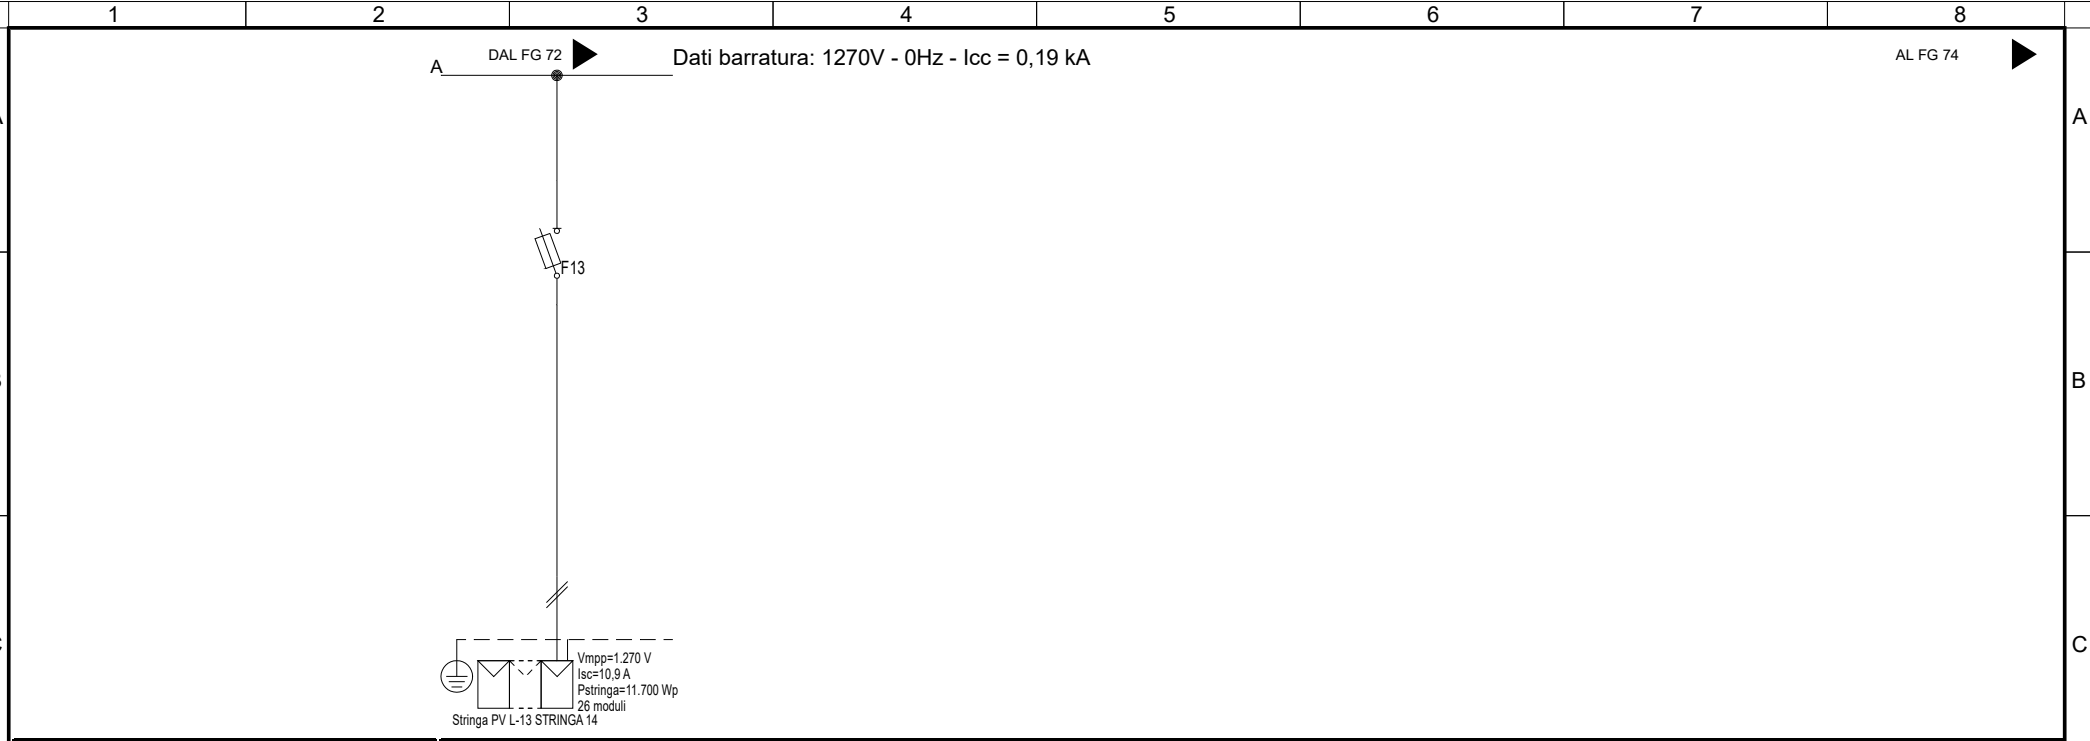 1 2 3 4 5 6 7 8
DAL FG 72
Dati barratura: 1270V - 0Hz - Icc = 0,19 kA
AL FG 74
A
A
F13
B
C
Vmpp=1.270 V
Isc=10,9 A
Pstringa=11.700 Wp
26 moduli
Stringa PV L-13 STRINGA 14